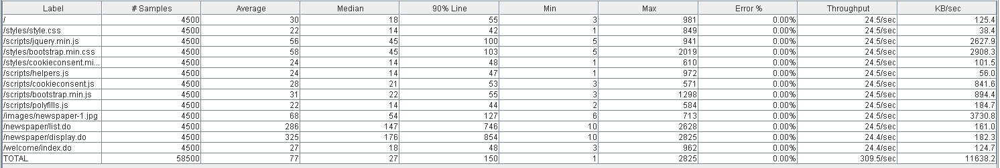 Label # Samples Average Median 90% Line Min Max Error % Throughput KB/sec
/ 4500 30 18 55 3 981 0.00% 24.5/sec 125.4
/styles/style.css 4500 22 14 42 1 849 0.00% 24.5/sec 38.4
/scripts/jquery.min.js 4500 56 45 100 5 941 0.00% 24.5/sec 2627.9
/styles/bootstrap.min.css 4500 58 45 103 5 2019 0.00% 24.5/sec 2908.3
/styles/cookieconsent.mi... 4500 24 14 48 1 610 0.00% 24.5/sec 101.5
/scripts/helpers.js 4500 24 14 47 1 972 0.00% 24.5/sec 56.0
/scripts/cookieconsent.js 4500 28 21 53 3 571 0.00% 24.5/sec 841.6
/scripts/bootstrap.min.js 4500 31 22 55 3 1298 0.00% 24.5/sec 894.4
/scripts/polyfills.js 4500 22 14 44 2 584 0.00% 24.5/sec 184.7
/images/newspaper-1.jpg 4500 68 54 127 6 713 0.00% 24.5/sec 3730.8
/newspaper/list.do 4500 286 147 746 10 2628 0.00% 24.5/sec 161.0
/newspaper/display.do 4500 325 176 854 10 2825 0.00% 24.4/sec 182.3
/welcome/index.do 4500 27 18 48 3 962 0.00% 24.4/sec 124.7
TOTAL 58500 77 27 150 1 2825 0.00% 309.5/sec 11638.2